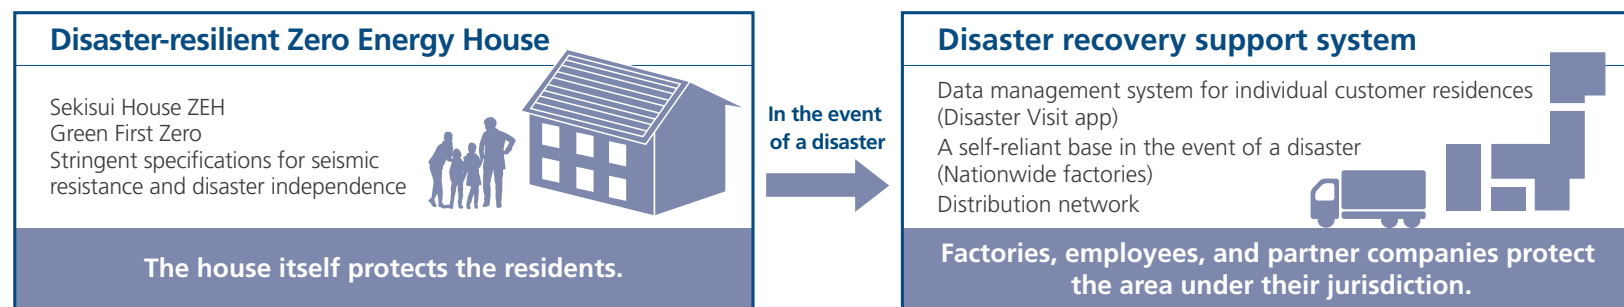 Disaster-resilient Zero Energy House
Sekisui House ZEH
Green First Zero
Stringent specifications for seismic
resistance and disaster independence
The house itself protects the residents.
In the event
of a disaster
Disaster recovery support system
Data management system for individual customer residences
(Disaster Visit app)
A self-reliant base in the event of a disaster
(Nationwide factories)
Distribution network
Factories, employees, and partner companies protect
the area under their jurisdiction.